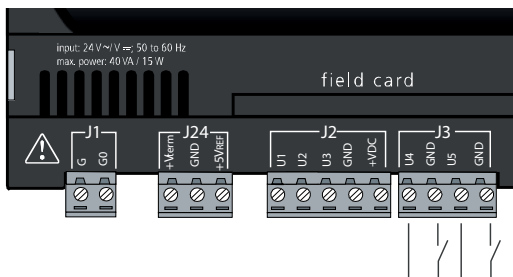 input: 24 V ~/ V ⎓; 50 to 60 Hz
max. power: 40 VA / 15 W
field card
J1
J24
J2
J3
G
G0
+Vterm
GND
+5VREF
U1
U2
U3
GND
+VDC
U4
GND
U5
GND